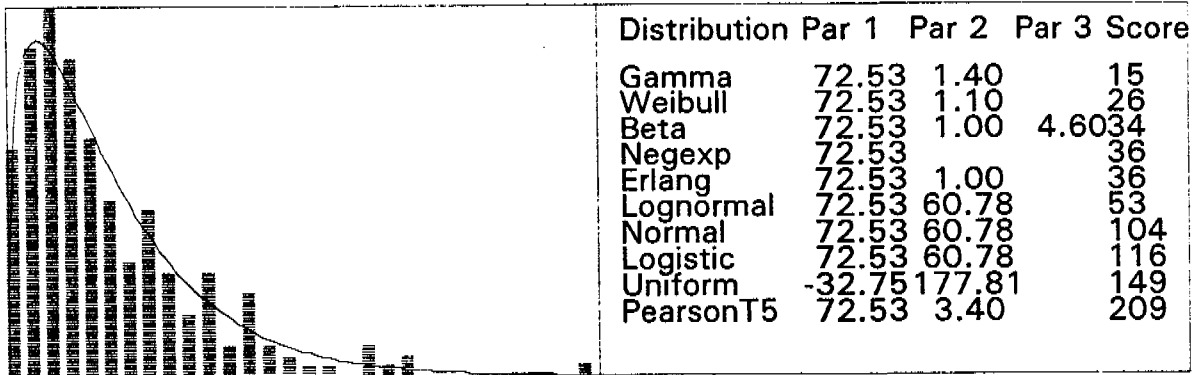 Distribution Par 1 Par 2 Par 3 Score
Gamma 72.53 1.40 15
Weibull 72.53 1.10 26
Beta 72.53 1.00 4.6034
Negexp 72.53 36
Erlang 72.53 1.00 36
Lognormal 72.53 60.78 53
Normal 72.53 60.78 104
Logistic 72.53 60.78 116
Uniform -32.75177.81 149
PearsonT5 72.53 3.40 209